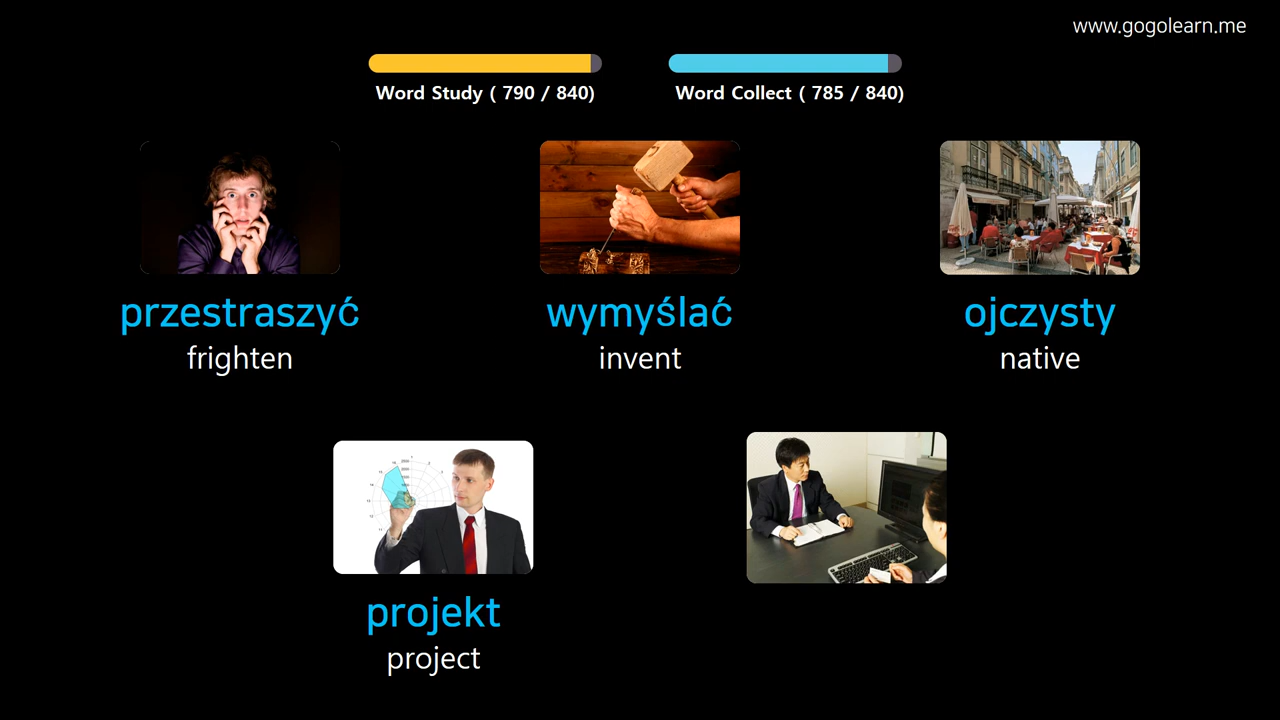 www.gogolearn.me
Word Study ( 790 / 840)
Word Collect ( 785 / 840)
przestraszyć
frighten
wymyślać
invent
ojczysty
native
projekt
project